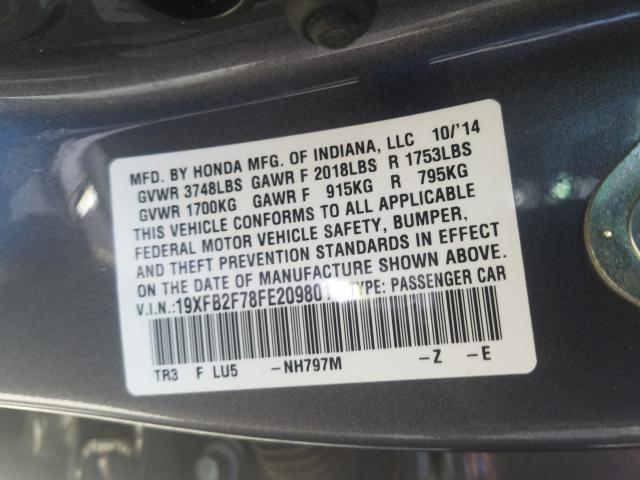 MFD. BY HONDA MFG. OF INDIANA, LLC 10/'14
GVWR 3748LBS GAWR F 2018LBS R 1753LBS
GVWR 1700KG GAWR F 915KG R 795KG
THIS VEHICLE CONFORMS TO ALL APPLICABLE
FEDERAL MOTOR VEHICLE SAFETY, BUMPER,
AND THEFT PREVENTION STANDARDS IN EFFECT
ON THE DATE OF MANUFACTURE SHOWN ABOVE.
V.I.N.: TYPE: PASSENGER CAR
TR3 F LU5 -NH797M -Z -E